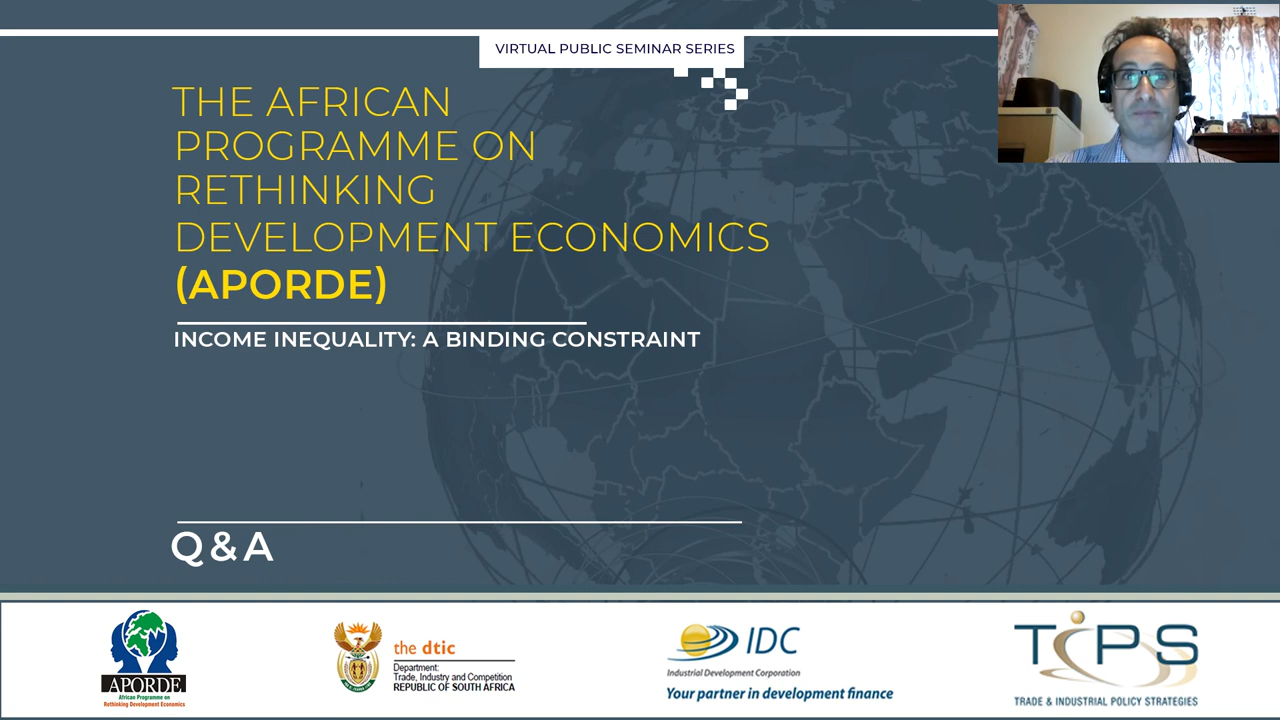 VIRTUAL PUBLIC SEMINAR SERIES
THE AFRICAN
PROGRAMME ON
RETHINKING
DEVELOPMENT ECONOMICS
(APORDE)
INCOME INEQUALITY: A BINDING CONSTRAINT
Q&A
APORDE
African Programme on
Rethinking Development Economics
the dtic
Department:
Trade, Industry and Competition
REPUBLIC OF SOUTH AFRICA
IDC
Industrial Development Corporation
Your partner in development finance
TIPS
TRADE & INDUSTRIAL POLICY STRATEGIES